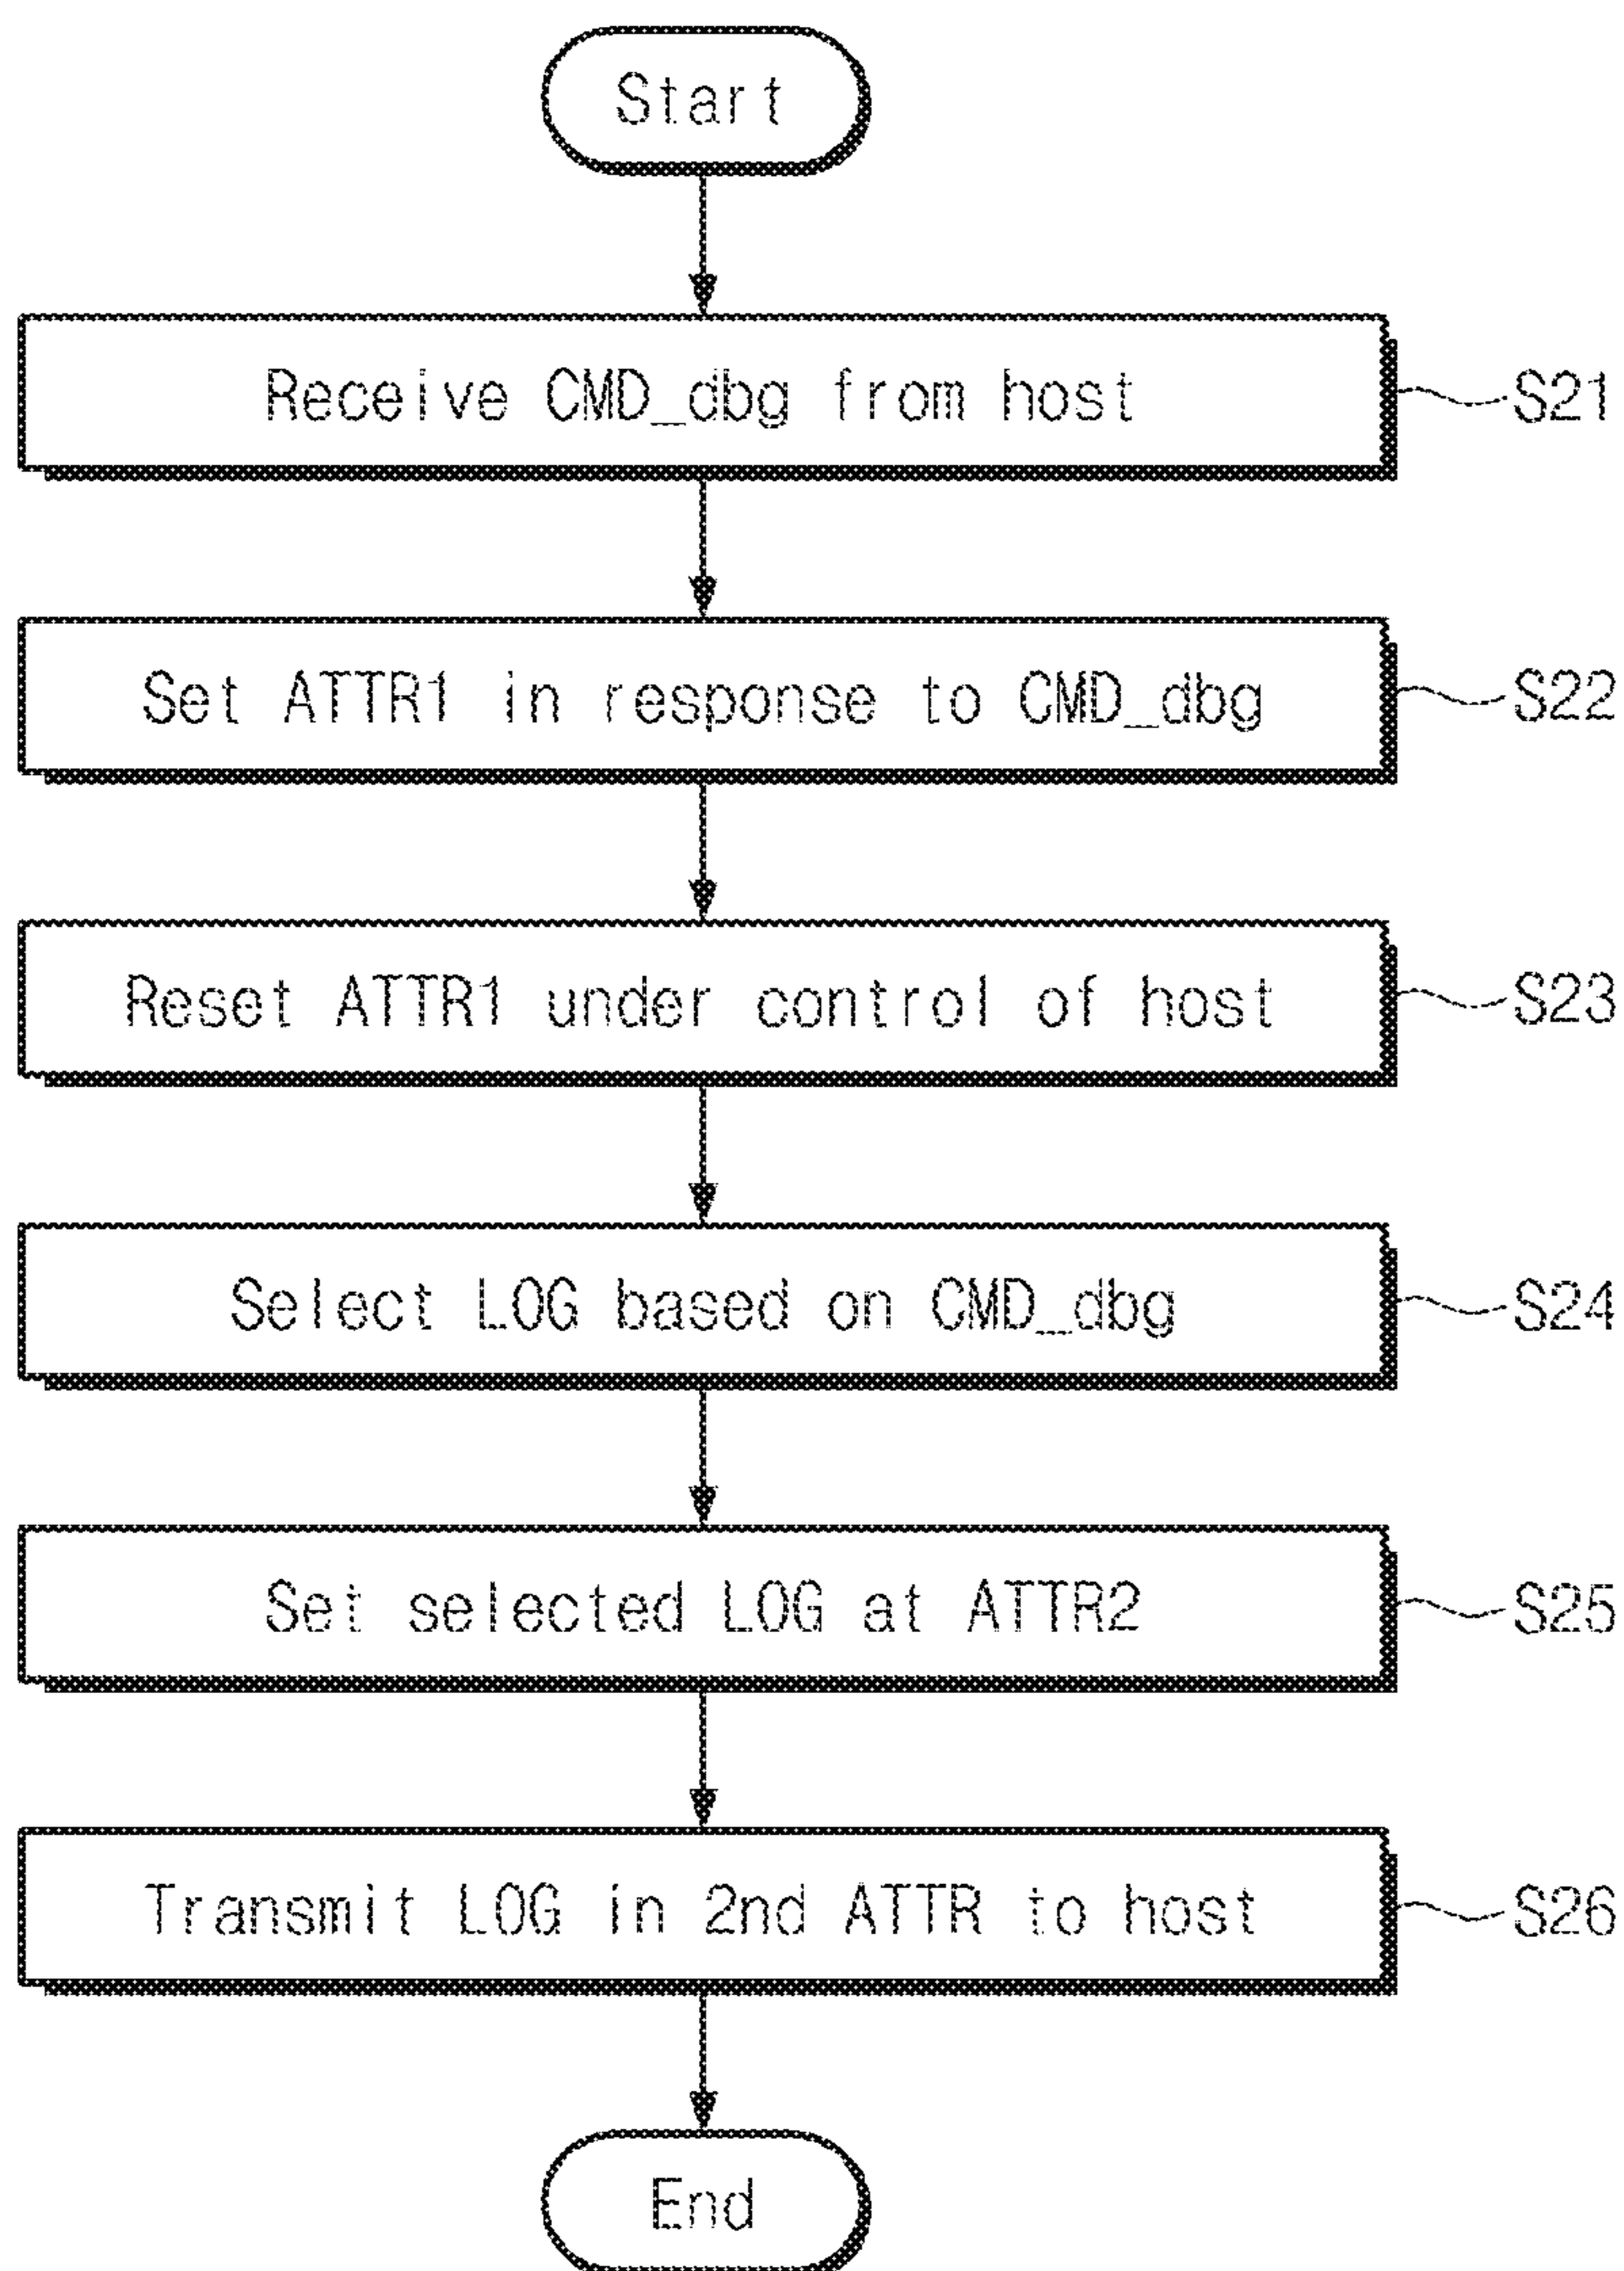 Start
Receive CMD_dbg from host
S21
Set ATTR1 in response to CMD_dbg
S22
Reset ATTR1 under control of host
S23
Select LOG based on CMD_dbg
S24
Set selected LOG at ATTR2
S25
Transmit LOG in 2nd ATTR to host
S26
End